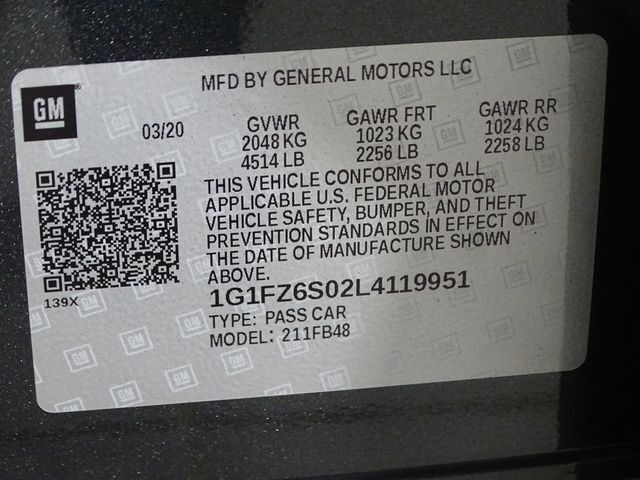 MFD BY GENERAL MOTORS LLC
GM
03/20
GVWR
2048 KG
4514 LB
GAWR FRT
1023 KG
2256 LB
GAWR RR
1024 KG
2258 LB
THIS VEHICLE CONFORMS TO ALL
APPLICABLE U.S. FEDERAL MOTOR
VEHICLE SAFETY, BUMPER, AND THEFT
PREVENTION STANDARDS IN EFFECT ON
THE DATE OF MANUFACTURE SHOWN
ABOVE.
139X
1G1FZ6S02L4119951
TYPE: PASS CAR
MODEL: 211FB48